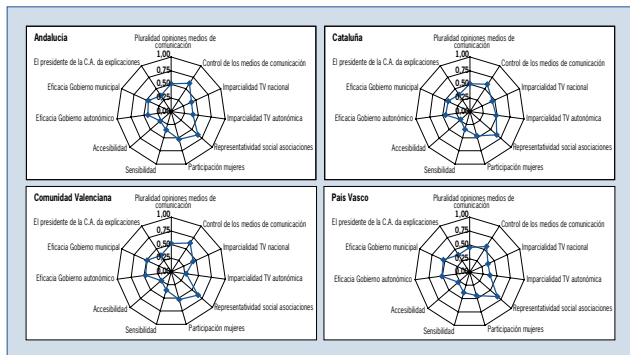 Andalucía
Pluralidad opiniones medios de
comunicación
1,00
0,75
0,50
0,25
0,00
Control de los medios de comunicación
Imparcialidad TV nacional
Imparcialidad TV autonómica
Representatividad social asociaciones
Participación mujeres
Sensibilidad
Accesibilidad
Eficacia Gobierno autonómico
Eficacia Gobierno municipal
El presidente de la C.A. da explicaciones
Cataluña
Pluralidad opiniones medios de
comunicación
1,00
0,75
0,50
0,25
0,00
Control de los medios de comunicación
Imparcialidad TV nacional
Imparcialidad TV autonómica
Representatividad social asociaciones
Participación mujeres
Sensibilidad
Accesibilidad
Eficacia Gobierno autonómico
Eficacia Gobierno municipal
El presidente de la C.A. da explicaciones
Comunidad Valenciana
Pluralidad opiniones medios de
comunicación
1,00
0,75
0,50
0,25
0,00
Control de los medios de comunicación
Imparcialidad TV nacional
Imparcialidad TV autonómica
Representatividad social asociaciones
Participación mujeres
Sensibilidad
Accesibilidad
Eficacia Gobierno autonómico
Eficacia Gobierno municipal
El presidente de la C.A. da explicaciones
País Vasco
Pluralidad opiniones medios de
comunicación
1,00
0,75
0,50
0,25
0,00
Control de los medios de comunicación
Imparcialidad TV nacional
Imparcialidad TV autonómica
Representatividad social asociaciones
Participación mujeres
Sensibilidad
Accesibilidad
Eficacia Gobierno autonómico
Eficacia Gobierno municipal
El presidente de la C.A. da explicaciones